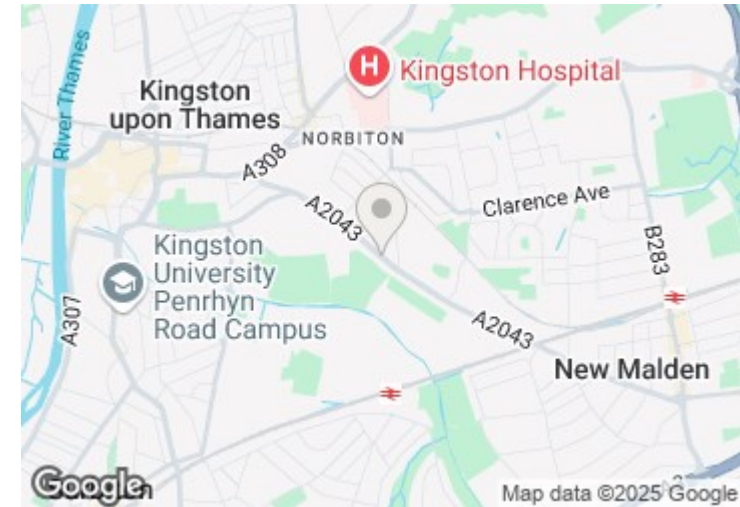 River Thames
Kingston
upon Thames
H
Kingston Hospital
NORBITON
A308
A2043
Clarence Ave
B283
Kingston
University
Penrhyn
Road Campus
A307
A2043
New Malden
Google
Map data ©2025 Google